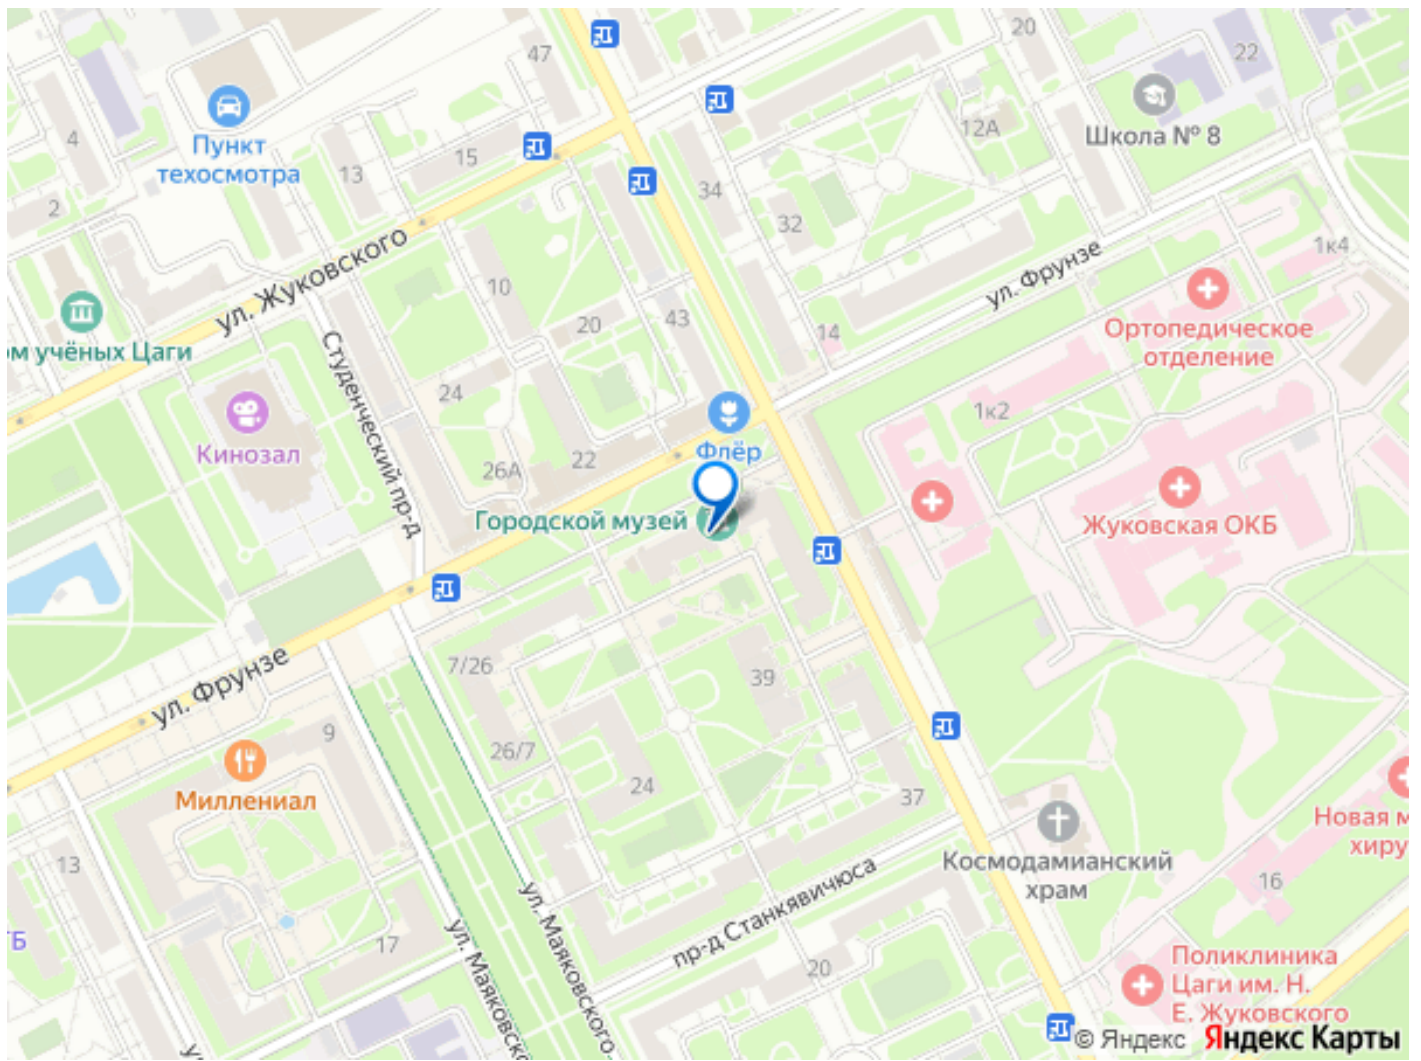 47
20
22
4
Пункт
техосмотра
13
15
34
12А
Школа № 8
2
32
ул. Жуковского
ул. Фрунзе
1к4
10
20
43
14
Ортопедическое
отделение
ом учёных Цаги
Студенческий пр-д
24
1к2
Кинозал
26А
22
Флёр
Городской музей
Жуковская ОКБ
7/26
ул. Фрунзе
39
9
26/7
Миллениал
24
37
Новая м
хиру
Космодамианский
храм
13
16
ул. Маяковского
пр-д Станкявичюса
ТБ
17
ул. Маяковско
20
Поликлиника
Цаги им. Н.
Е. Жуковского
© Яндекс Яндекс Карты